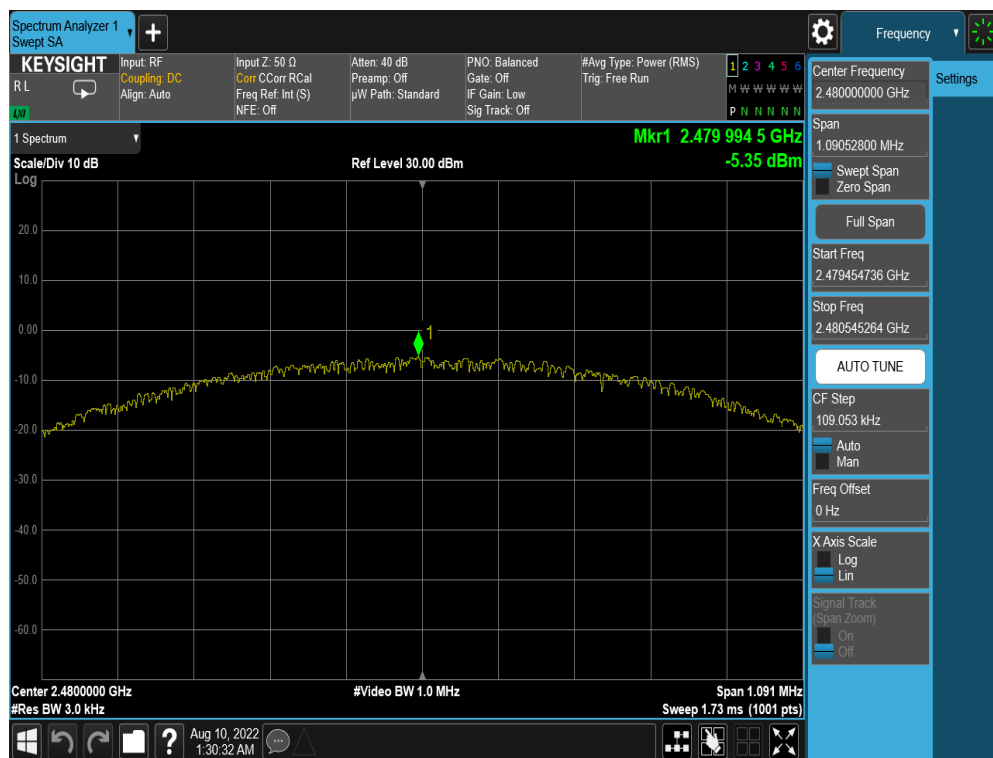 Spectrum Analyzer 1
Swept SA
Frequency
KEYSIGHT
R L
LXI
Input: RF
Coupling: DC
Align: Auto
Input Z: 50 Ω
Corr CCorr RCal
Freq Ref: Int (S)
NFE: Off
Atten: 40 dB
Preamp: Off
µW Path: Standard
PNO: Balanced
Gate: Off
IF Gain: Low
Sig Track: Off
#Avg Type: Power (RMS)
Trig: Free Run
1 2 3 4 5 6
M W W W W W
P N N N N N
1 Spectrum
Mkr1 2.479 994 5 GHz
Scale/Div 10 dB
Ref Level 30.00 dBm
-5.35 dBm
Log
20.0
10.0
0.00
1
-10.0
-20.0
-30.0
-40.0
-50.0
-60.0
Center 2.4800000 GHz
#Video BW 1.0 MHz
Span 1.091 MHz
#Res BW 3.0 kHz
Sweep 1.73 ms (1001 pts)
Aug 10, 2022
1:30:32 AM
?
Center Frequency
2.480000000 GHz
Settings
Span
1.09052800 MHz
Swept Span
Zero Span
Full Span
Start Freq
2.479454736 GHz
Stop Freq
2.480545264 GHz
AUTO TUNE
CF Step
109.053 kHz
Auto
Man
Freq Offset
0 Hz
X Axis Scale
Log
Lin
Signal Track
(Span Zoom)
On
Off